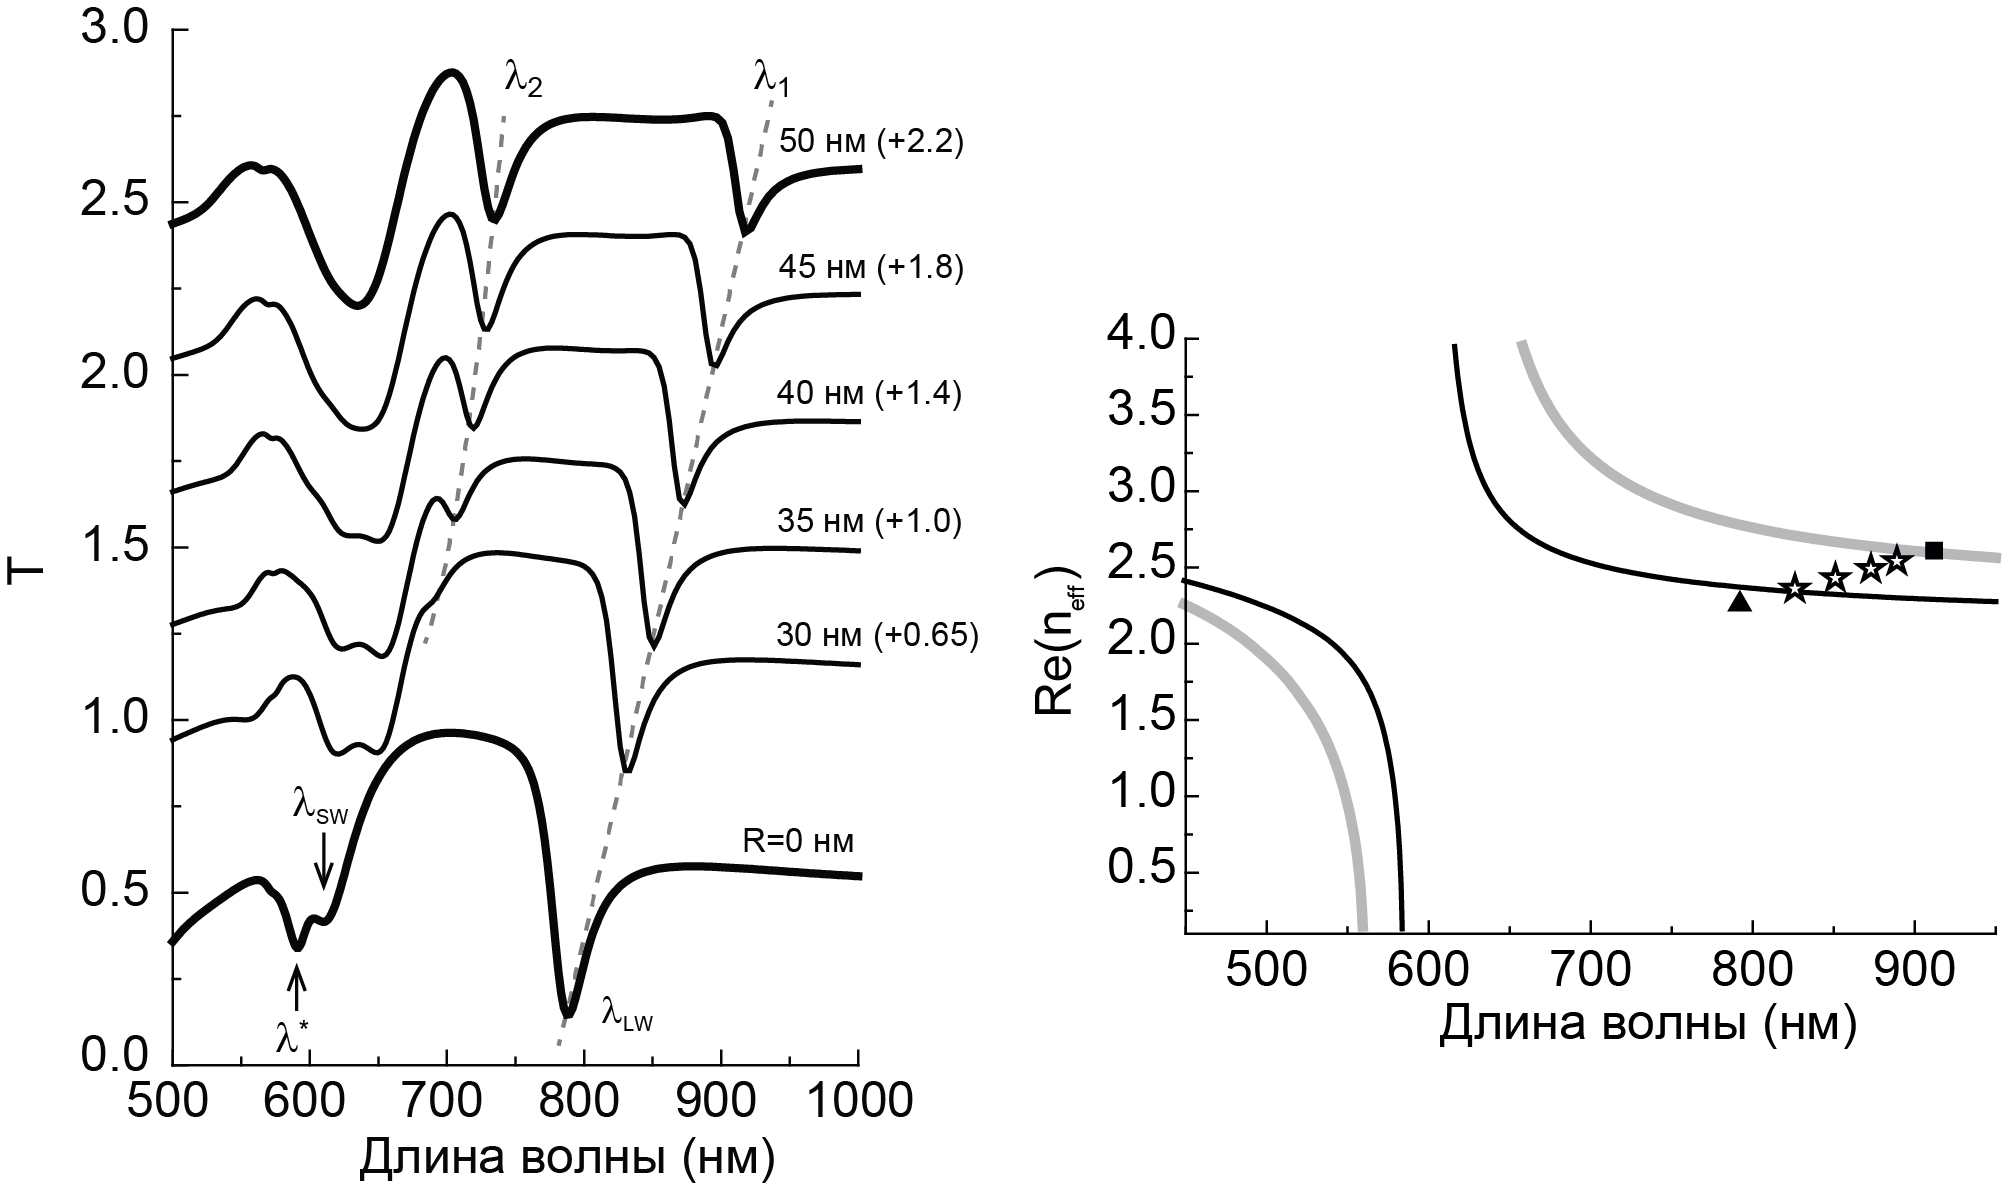 3.0
2.5
2.0
1.5
1.0
0.5
0.0
T
λ2
λ1
50 нм (+2.2)
45 нм (+1.8)
40 нм (+1.4)
35 нм (+1.0)
30 нм (+0.65)
R=0 нм
λSW
λ*
λLW
500 600 700 800 900 1000
Длина волны (нм)
4.0
3.5
3.0
2.5
2.0
1.5
1.0
0.5
Re(neff)
500 600 700 800 900
Длина волны (нм)